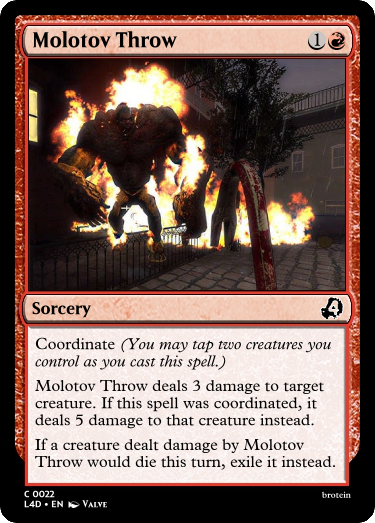 Molotov Throw 1
Sorcery 4
Coordinate (You may tap two creatures you
control as you cast this spell.)
Molotov Throw deals 3 damage to target
creature. If this spell was coordinated, it
deals 5 damage to that creature instead.
If a creature dealt damage by Molotov
Throw would die this turn, exile it instead.
C 0022
L4D • EN Valve brotein